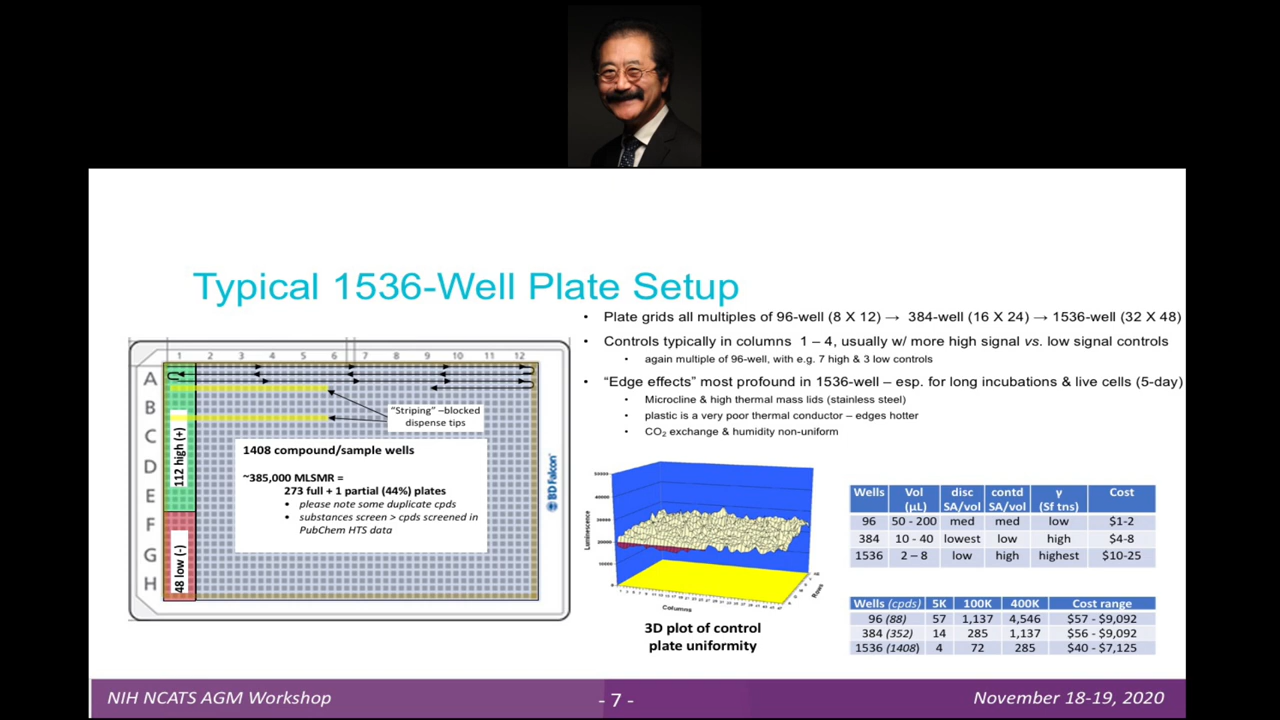 Typical 1536-Well Plate Setup
• Plate grids all multiples of 96-well (8 X 12) → 384-well (16 X 24) → 1536-well (32 X 48)
• Controls typically in columns 1 – 4, usually w/ more high signal vs. low signal controls
• again multiple of 96-well, with e.g. 7 high & 3 low controls
• “Edge effects” most profound in 1536-well – esp. for long incubations & live cells (5-day)
• Microcline & high thermal mass lids (stainless steel)
• plastic is a very poor thermal conductor – edges hotter
• CO2 exchange & humidity non-uniform
1 2 3 4 5 6 7 8 9 10 11 12
A
B
C
D
E
F
G
H
112 high (+)
48 low (-)
“Striping” –blocked
dispense tips
1408 compound/sample wells
~385,000 MLSMR =
273 full + 1 partial (44%) plates
• please note some duplicate cpds
• substances screen > cpds screened in
PubChem HTS data
BD Falcon
50000
40000
30000
20000
10000
0
Luminescence
Columns
Rows
3D plot of control
plate uniformity
Wells Vol (µL) disc SA/vol contd SA/vol γ (Sf tns) Cost
96 50 - 200 med med low $1-2
384 10 - 40 lowest low high $4-8
1536 2 – 8 low high highest $10-25
Wells (cpds) 5K 100K 400K Cost range
96 (88) 57 1,137 4,546 $57 - $9,092
384 (352) 14 285 1,137 $56 - $9,092
1536 (1408) 4 72 285 $40 - $7,125
NIH NCATS AGM Workshop
- 7 -
November 18-19, 2020